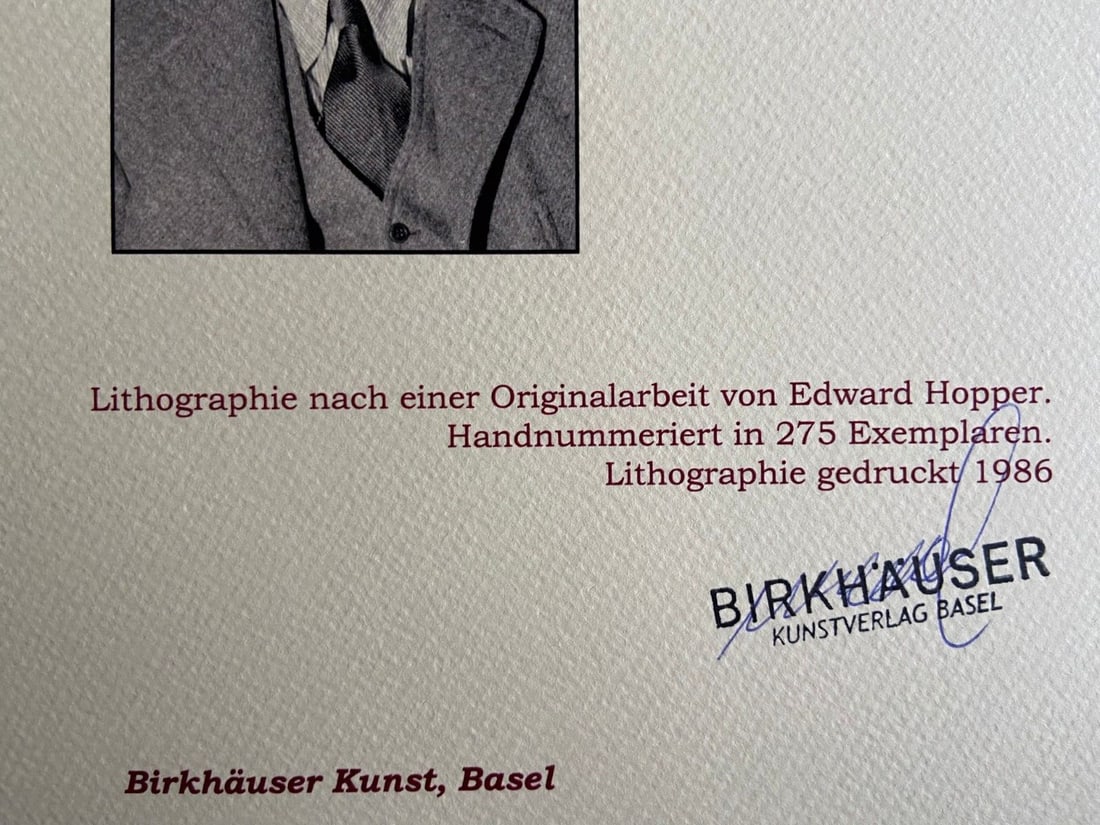 Lithographie nach einer Originalarbeit von Edward Hopper.
Handnummeriert in 275 Exemplaren.
Lithographie gedruckt 1986
BIRKHÄUSER
KUNSTVERLAG BASEL
Birkhäuser Kunst, Basel